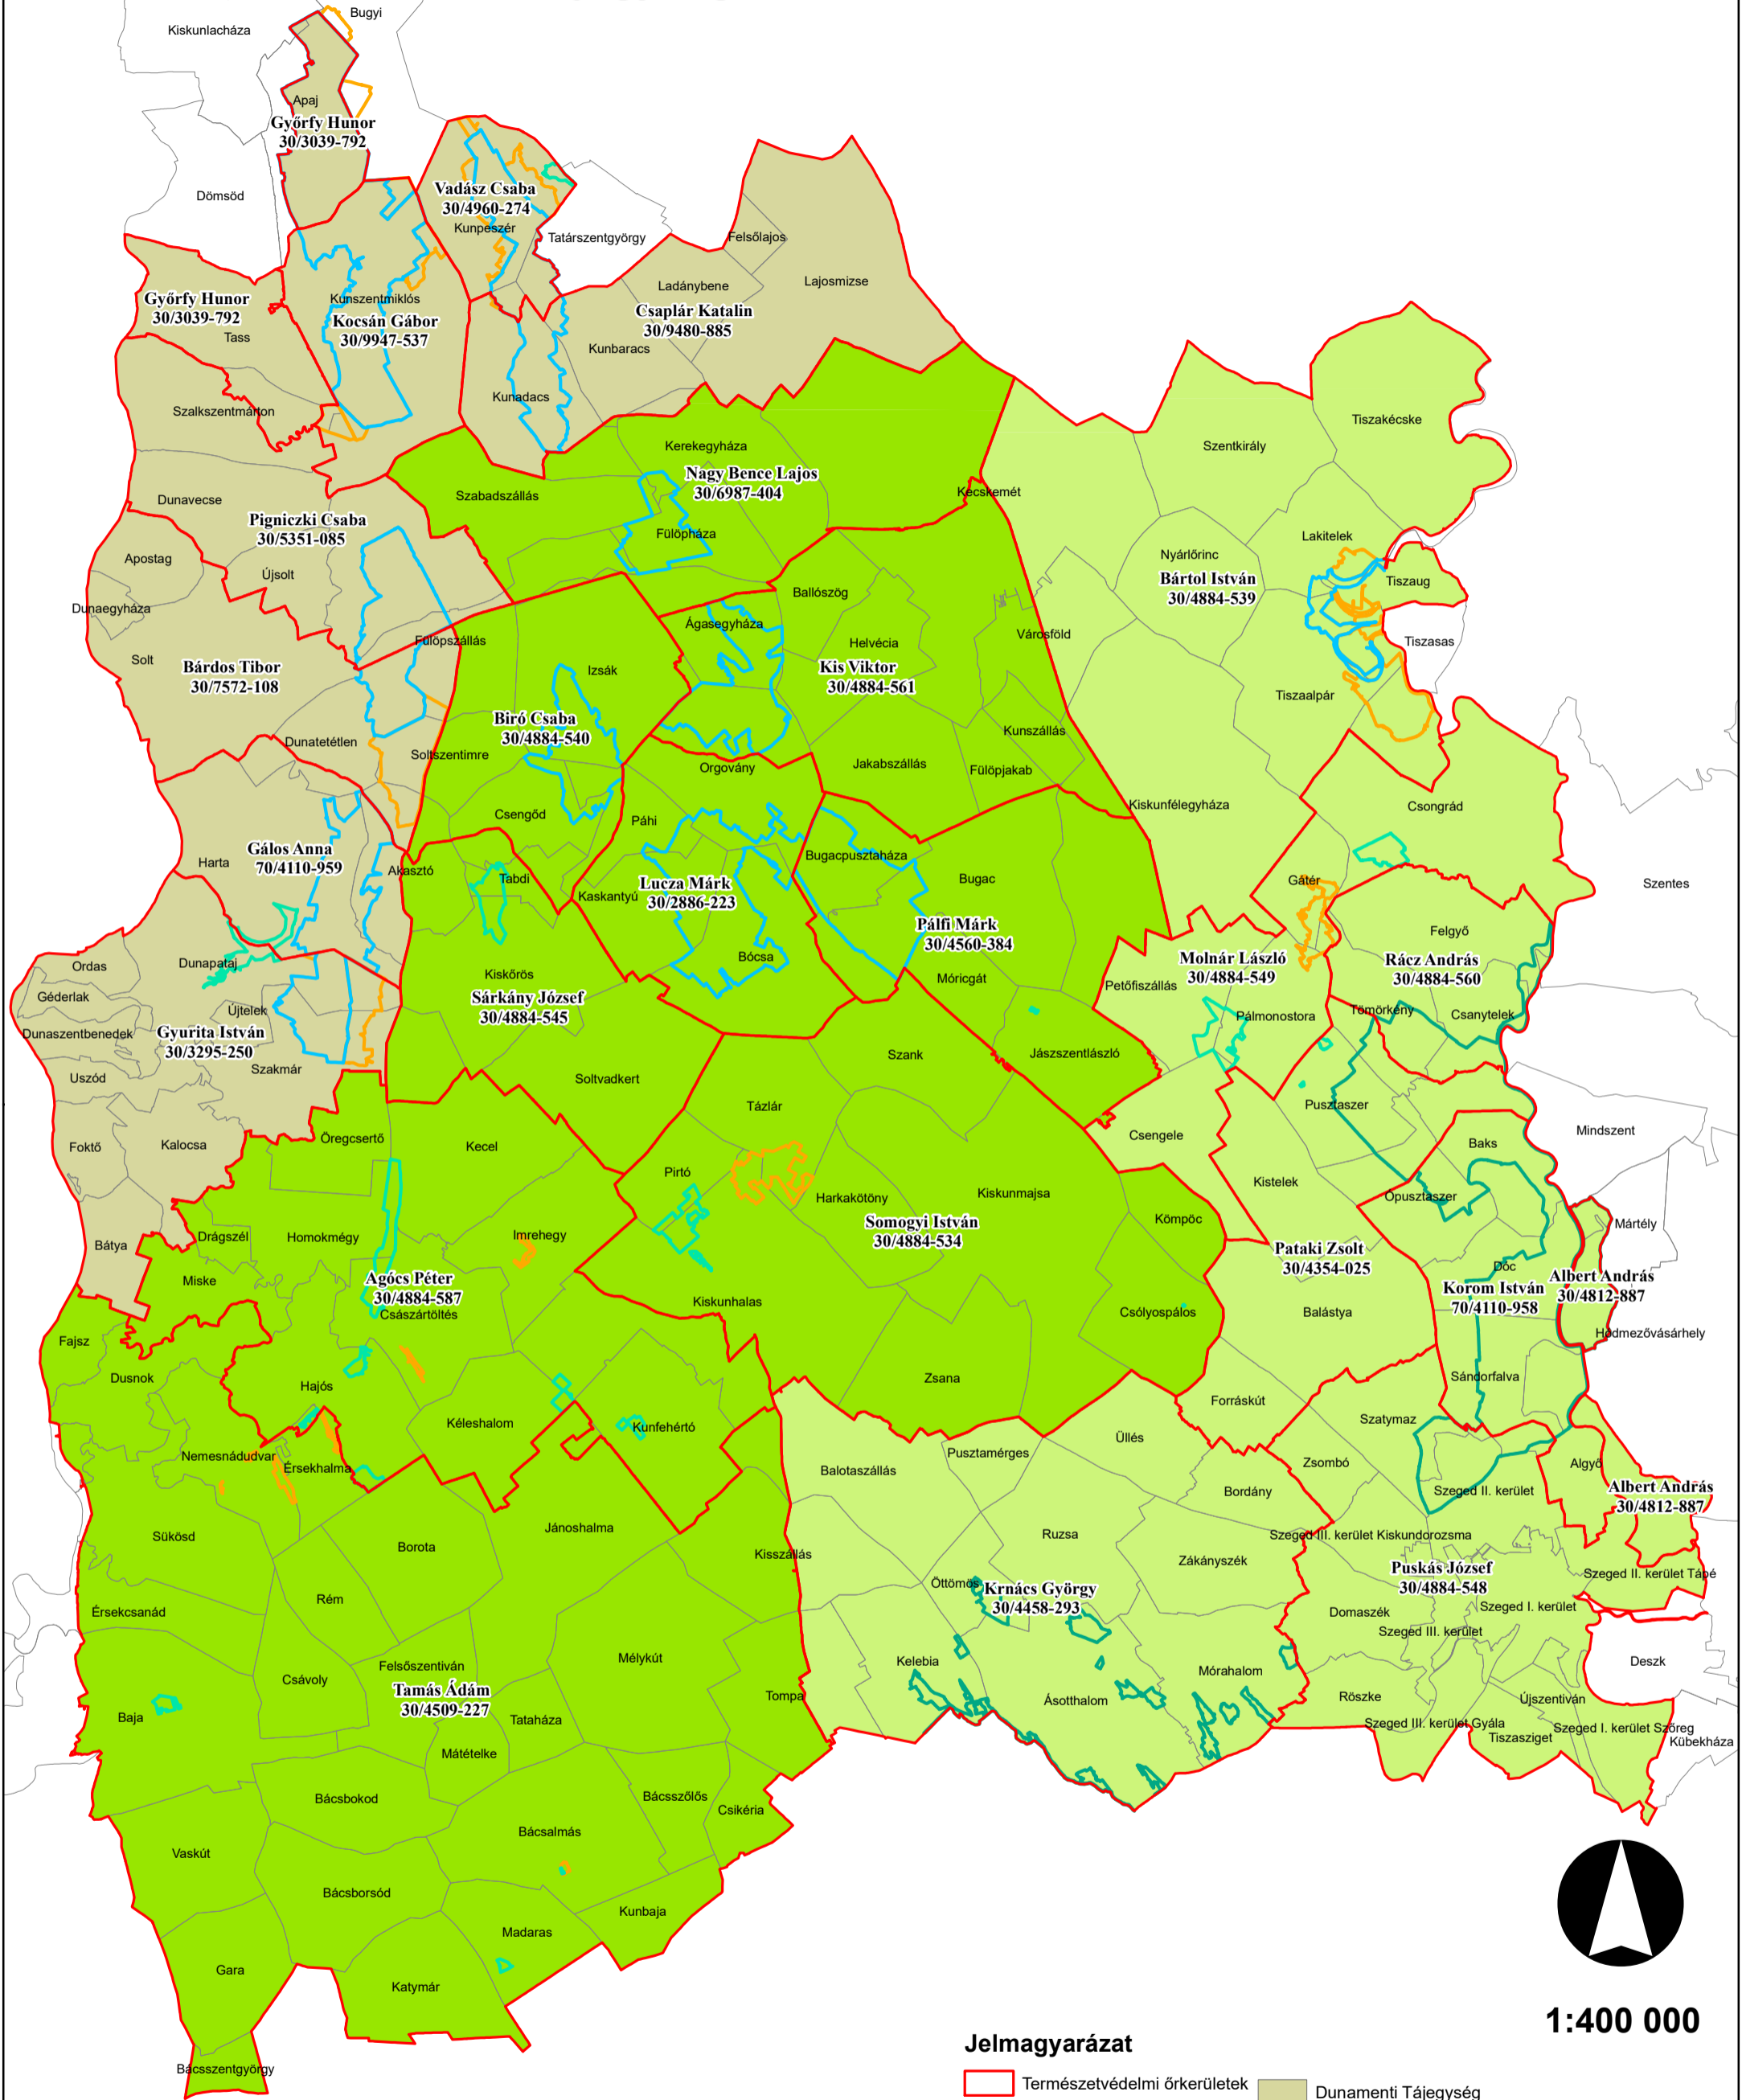 Bugyi
Kiskunlacháza
Apaj
Győrfy Hunor
30/3039-792
Dömsöd
Vadász Csaba
30/4960-274
Kunpeszér
Tatárszentgyörgy
Felsőlajos
Ladánybene
Lajosmizse
Győrfy Hunor
30/3039-792
Tass
Kunszentmiklós
Kocsán Gábor
30/9947-537
Csaplár Katalin
30/9480-885
Kunbaracs
Kunadacs
Szalkszentmárton
Tiszakécske
Szentkirály
Kerekegyháza
Nagy Bence Lajos
30/6987-404
Szabadszállás
Kecskemét
Dunavecse
Pigniczki Csaba
30/5351-085
Fülöpháza
Lakitelek
Nyárlőrinc
Bártol István
30/4884-539
Tiszaug
Apostag
Újsolt
Dunaegyháza
Ballószög
Ágasegyháza
Helvécia
Városföld
Tiszasas
Fülöpszállás
Solt
Bárdos Tibor
30/7572-108
Izsák
Kis Viktor
30/4884-561
Tiszaalpár
Biró Csaba
30/4884-540
Kunszállás
Dunatetétlen
Soltszentimre
Orgovány
Jakabszállás
Fülöpjakab
Kiskunfélegyháza
Csongrád
Csengőd
Páhi
Harta
Gálos Anna
70/4110-959
Akasztó
Tabdi
Kaskantyú
Lucza Márk
30/2886-223
Bugacpusztaháza
Bugac
Gátér
Szentes
Pálfi Márk
30/4560-384
Felgyő
Bócsa
Molnár László
30/4884-549
Rácz András
30/4884-560
Ordas
Dunapataj
Kiskőrös
Móricgát
Petőfiszállás
Géderlak
Újtelek
Sárkány József
30/4884-545
Pálmonostora
Tömörkény
Csanytelek
Dunaszentbenedek
Gyurita István
30/3295-250
Szakmár
Uszód
Soltvadkert
Szank
Jászszentlászló
Tázlár
Pusztaszer
Foktő
Kalocsa
Öregcsertő
Kecel
Csengele
Baks
Mindszent
Pirtó
Harkakötöny
Kiskunmajsa
Kistelek
Ópusztaszer
Kömpöc
Bátya
Drágszél
Homokmégy
Imrehegy
Somogyi István
30/4884-534
Mártély
Miske
Agócs Péter
30/4884-587
Császártöltés
Pataki Zsolt
30/4354-025
Dóc
Korom István
70/4110-958
Albert András
30/4812-887
Kiskunhalas
Csólyospálos
Balástya
Hódmezővásárhely
Fajsz
Dusnok
Hajós
Zsana
Sándorfalva
Forráskút
Kéleshalom
Kunfehértó
Szatymaz
Üllés
Nemesnádudvar
Érsekhalma
Balotaszállás
Pusztamérges
Zsombó
Algyő
Bordány
Szeged II. kerület
Albert András
30/4812-887
Sükösd
Borota
Jánoshalma
Kisszállás
Ruzsa
Szeged III. kerület Kiskundorozsma
Zákányszék
Puskás József
30/4884-548
Szeged II. kerület Tápé
Öttömös
Krnács György
30/4458-293
Érsekcsanád
Rém
Domaszék
Szeged I. kerület
Szeged III. kerület
Csávoly
Felsőszentiván
Mélykút
Kelebia
Mórahalom
Deszk
Tamás Ádám
30/4509-227
Tompa
Ásotthalom
Röszke
Újszentiván
Baja
Tataháza
Szeged III. kerület Gyála
Tiszasziget
Szeged I. kerület Szőreg
Kübekháza
Mátételke
Bácsbokod
Bácsszőlős
Csikéria
Bácsalmás
Vaskút
Bácsborsód
Kunbaja
Madaras
Gara
Katymár
Bácsszentgyörgy
1:400 000
Jelmagyarázat
Természetvédelmi őrkerületek
Dunamenti Tájegység